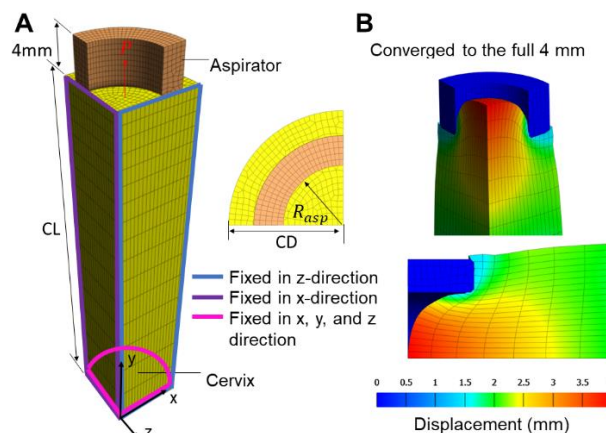 A
4mm
P
Aspirator
CL
R_asp
CD
Fixed in z-direction
Fixed in x-direction
Fixed in x, y, and z
direction
Cervix
y
x
z
B
Converged to the full 4 mm
0 0.5 1 1.5 2 2.5 3 3.5
Displacement (mm)